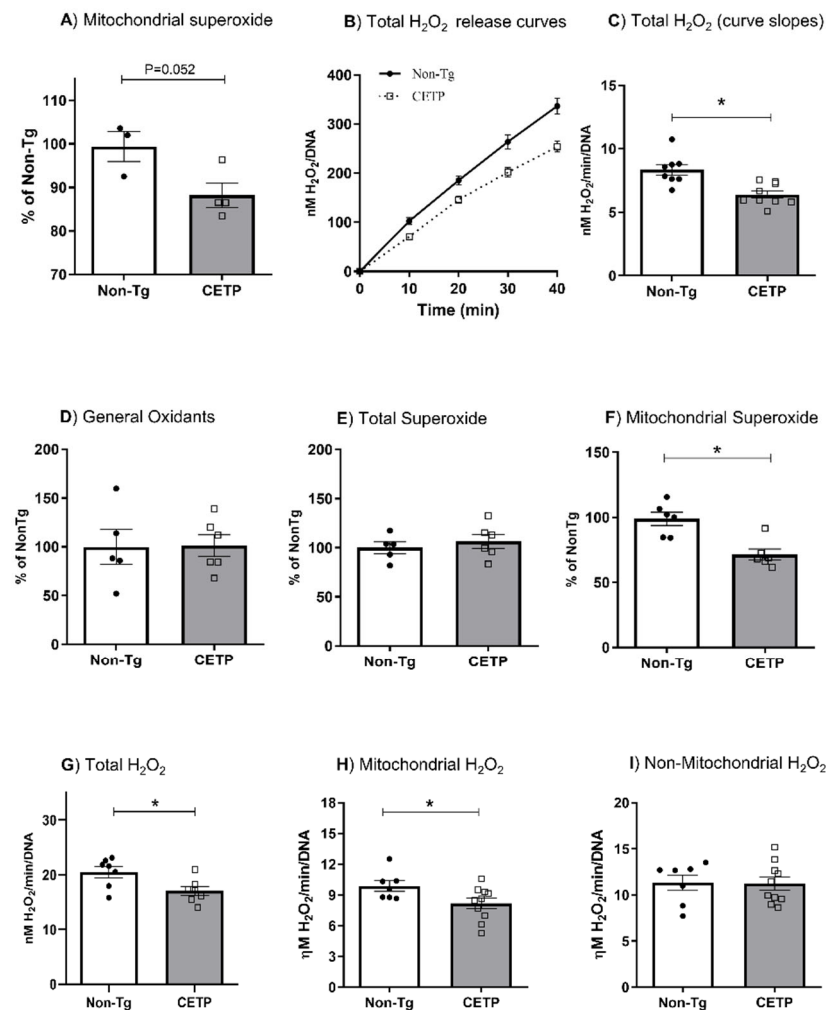 A) Mitochondrial superoxide
P=0.052
110
100
90
80
70
% of Non-Tg
Non-Tg
CETP
B) Total H₂O₂ release curves
Non-Tg
CETP
400
300
200
100
0
nM H₂O₂/DNA
0
10
20
30
40
Time (min)
C) Total H₂O₂ (curve slopes)
*
15
10
5
0
nM H₂O₂/min/DNA
Non-Tg
CETP
D) General Oxidants
200
150
100
50
0
% of NonTg
Non-Tg
CETP
E) Total Superoxide
200
150
100
50
0
% of NonTg
Non-Tg
CETP
F) Mitochondrial Superoxide
*
150
100
50
0
% of NonTg
Non-Tg
CETP
G) Total H₂O₂
*
30
20
10
0
nM H₂O₂/min/DNA
Non-Tg
CETP
H) Mitochondrial H₂O₂
*
18
15
12
9
6
3
0
ηM H₂O₂/min/DNA
Non-Tg
CETP
I) Non-Mitochondrial H₂O₂
20
15
10
5
0
ηM H₂O₂/min/DNA
Non-Tg
CETP